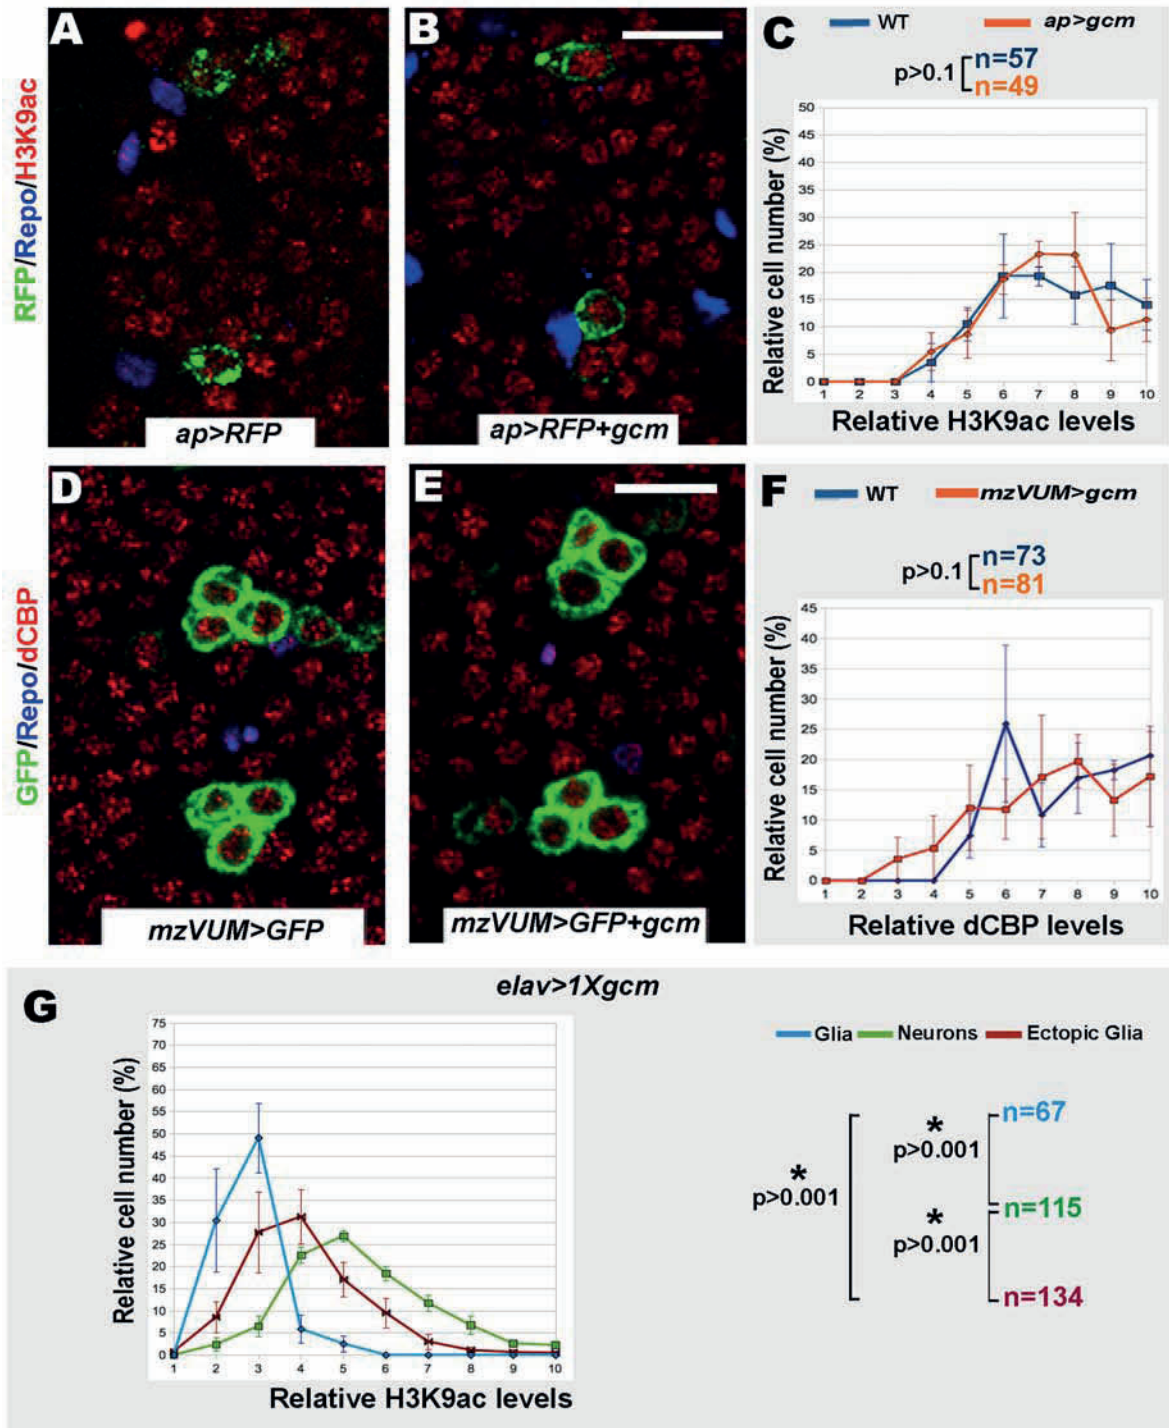 A
B
RFP/Repo/H3K9ac
ap>RFP
ap>RFP+gcm
C
WT ap>gcm
p>0.1
n=57
n=49
Relative cell number (%)
50
45
40
35
30
25
20
15
10
5
0
1 2 3 4 5 6 7 8 9 10
Relative H3K9ac levels
D
E
GFP/Repo/dCBP
mzVUM>GFP
mzVUM>GFP+gcm
F
WT mzVUM>gcm
p>0.1
n=73
n=81
Relative cell number (%)
45
40
35
30
25
20
15
10
5
0
1 2 3 4 5 6 7 8 9 10
Relative dCBP levels
G
elav>1Xgcm
Relative cell number (%)
75
70
65
60
55
50
45
40
35
30
25
20
15
10
5
0
1 2 3 4 5 6 7 8 9 10
Relative H3K9ac levels
Glia Neurons Ectopic Glia
n=67
*
p>0.001
*
p>0.001
n=115
*
p>0.001
n=134